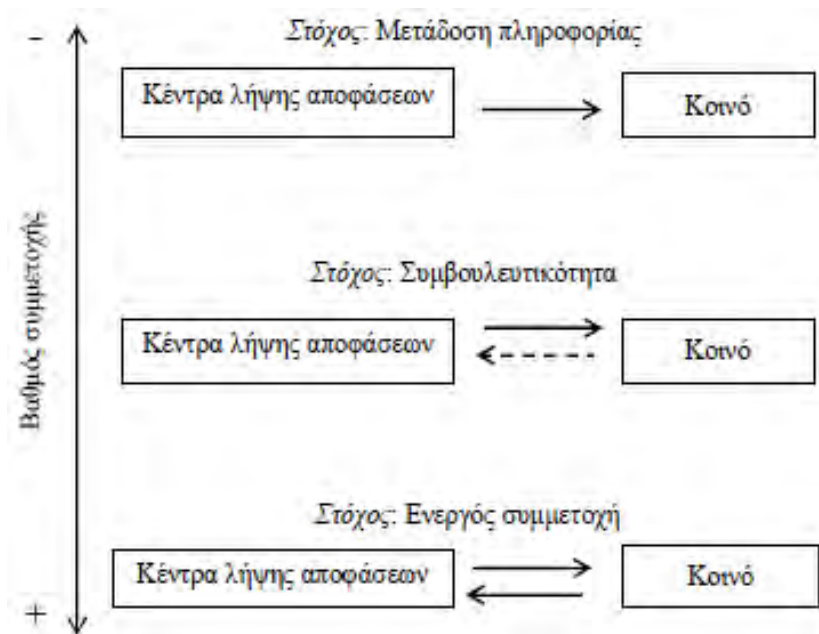 –
Στόχος: Μετάδοση πληροφορίας
Κέντρα λήψης αποφάσεων
Κοινό
Βαθμός συμμετοχής
Στόχος: Συμβουλευτικότητα
Κέντρα λήψης αποφάσεων
Κοινό
Στόχος: Ενεργός συμμετοχή
Κέντρα λήψης αποφάσεων
Κοινό
+